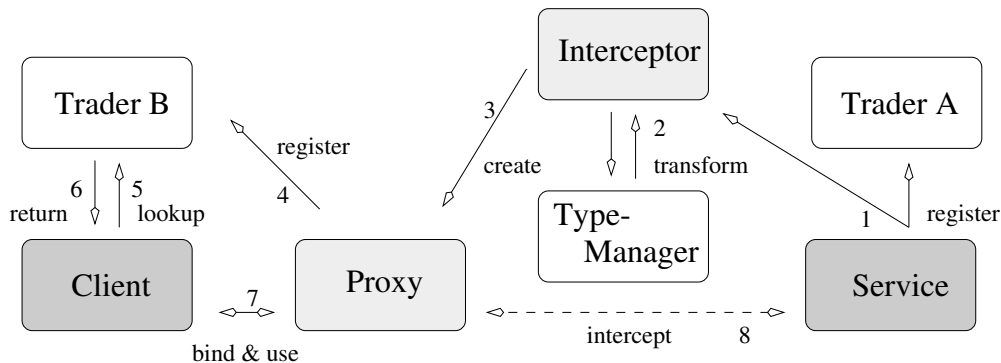 Interceptor
Trader B
Trader A
3
2
register
create
transform
6
5
4
return
lookup
Type-
Manager
1
register
Client
Proxy
Service
7
intercept
8
bind & use